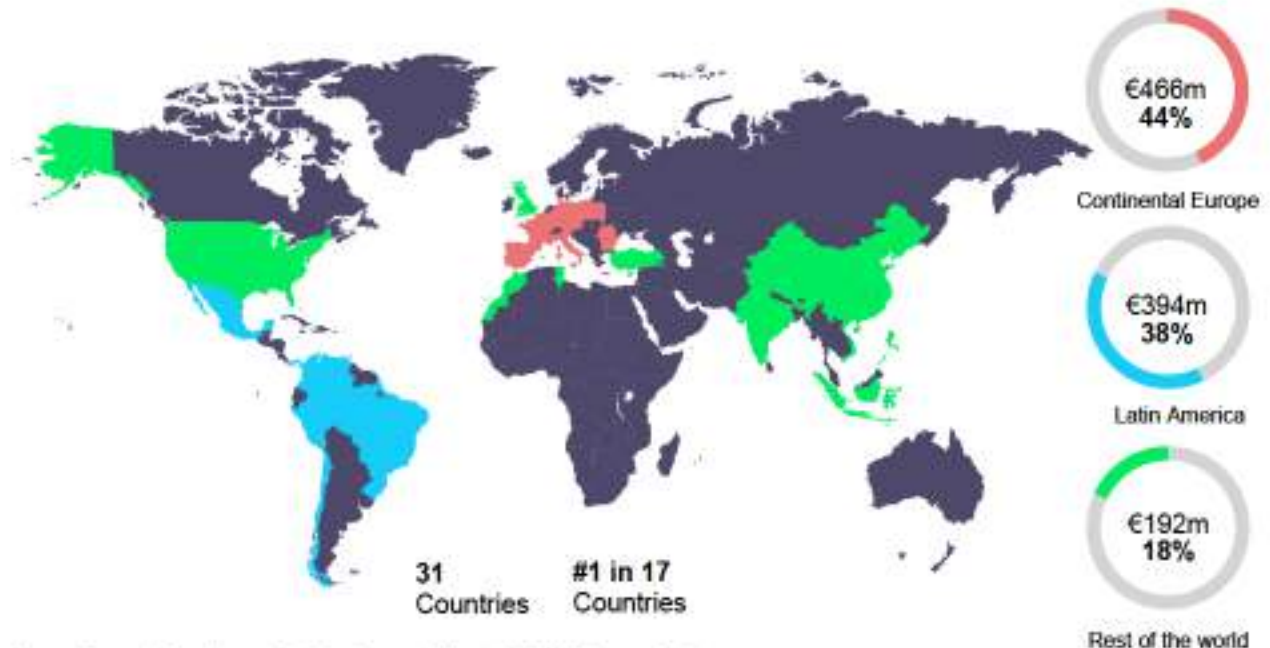 €466m
44%
Continental Europe
€394m
38%
Latin America
€192m
18%
Rest of the world
31
Countries
#1 in 17
Countries